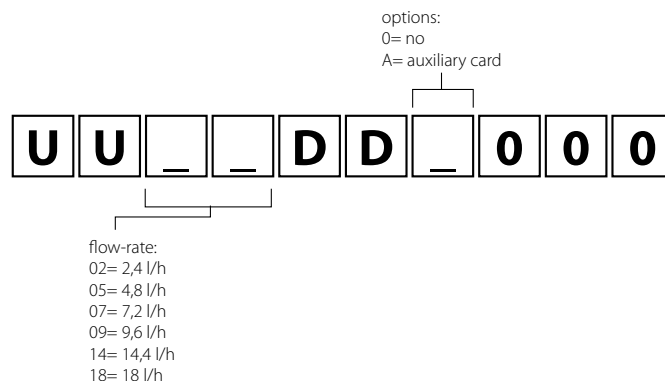 options:
0= no
A= auxiliary card
U U _ _ D D _ 0 0 0
flow-rate:
02= 2,4 l/h
05= 4,8 l/h
07= 7,2 l/h
09= 9,6 l/h
14= 14,4 l/h
18= 18 l/h